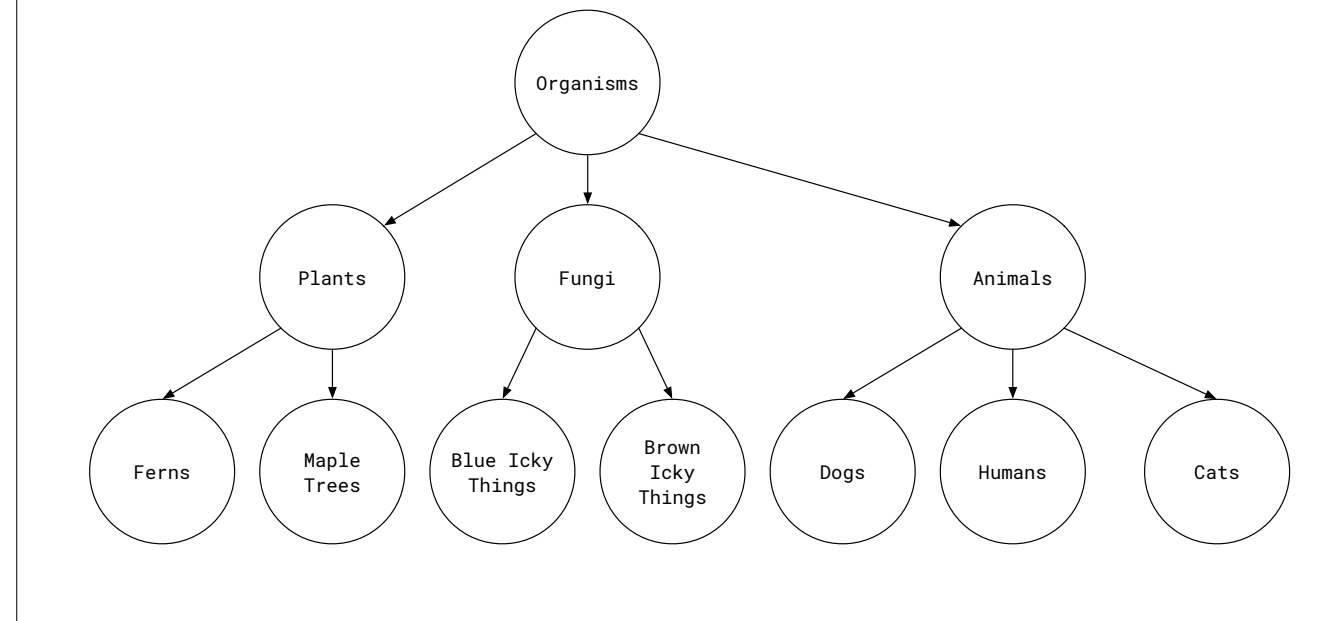 Organisms
Plants
Fungi
Animals
Ferns
Maple
Trees
Blue Icky
Things
Brown
Icky
Things
Dogs
Humans
Cats